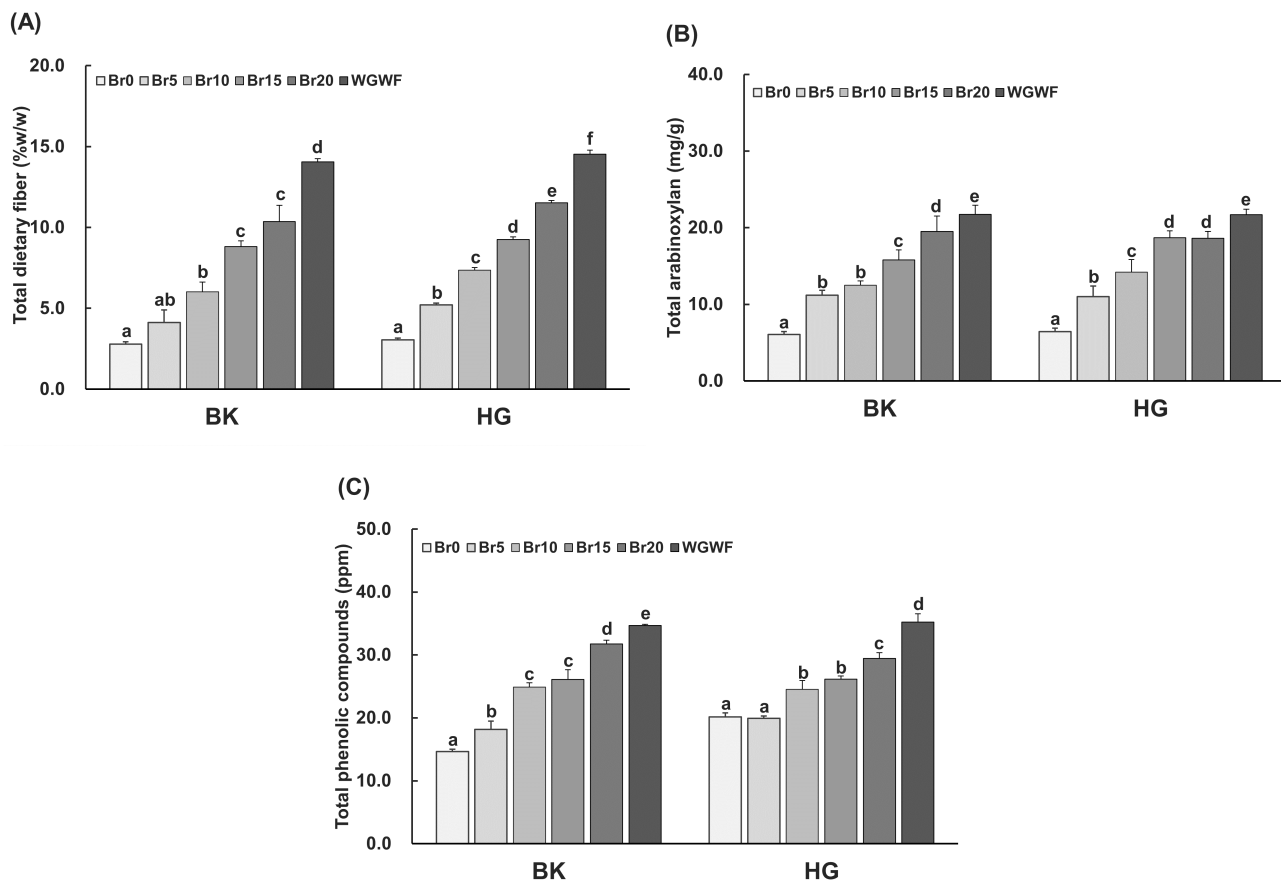 (A)
Total dietary fiber (%w/w)
20.0
15.0
10.0
5.0
0.0
Br0 Br5 Br10 Br15 Br20 WGWF
a ab b c c d
a b c d e f
BK HG
(B)
Total arabinoxylan (mg/g)
40.0
30.0
20.0
10.0
0.0
Br0 Br5 Br10 Br15 Br20 WGWF
a b b c d e
a b c d d e
BK HG
(C)
Total phenolic compounds (ppm)
50.0
40.0
30.0
20.0
10.0
0.0
Br0 Br5 Br10 Br15 Br20 WGWF
a b c c d e
a a b b c d
BK HG